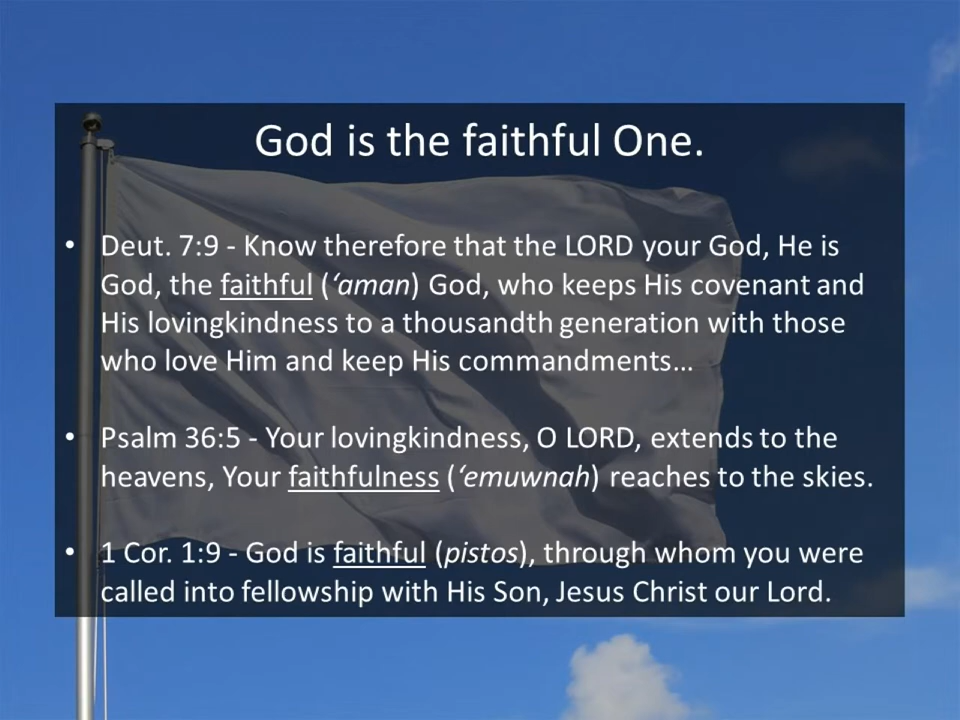 God is the faithful One.
• Deut. 7:9 - Know therefore that the LORD your God, He is
God, the faithful (‘aman) God, who keeps His covenant and
His lovingkindness to a thousandth generation with those
who love Him and keep His commandments…
• Psalm 36:5 - Your lovingkindness, O LORD, extends to the
heavens, Your faithfulness (‘emuwnah) reaches to the skies.
• 1 Cor. 1:9 - God is faithful (pistos), through whom you were
called into fellowship with His Son, Jesus Christ our Lord.